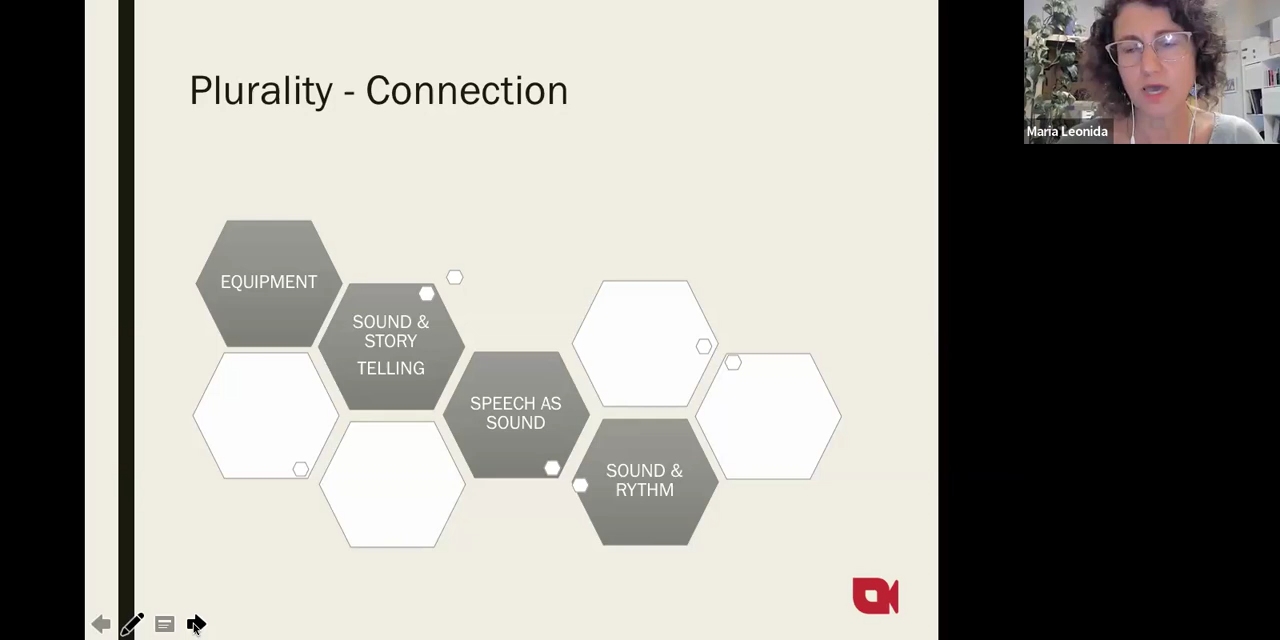 Plurality - Connection
Maria Leonida
EQUIPMENT
SOUND &
STORY
TELLING
SPEECH AS
SOUND
SOUND &
RYTHM